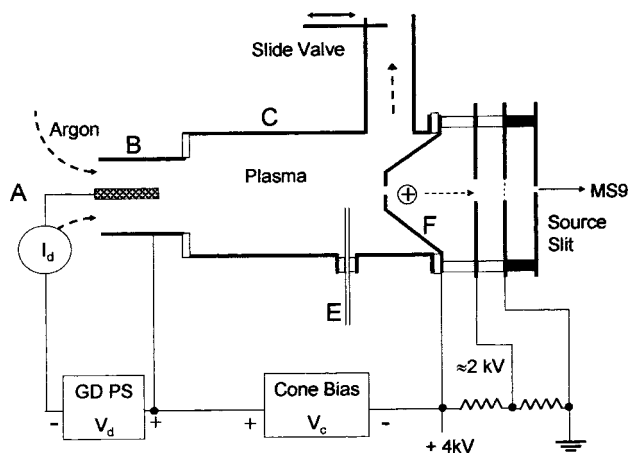 Slide Valve
Argon
B
C
A
Plasma
+
F
MS9
Source
Slit
I_d
E
≈2 kV
GD PS
- V_d +
Cone Bias
+ V_c -
+ 4kV